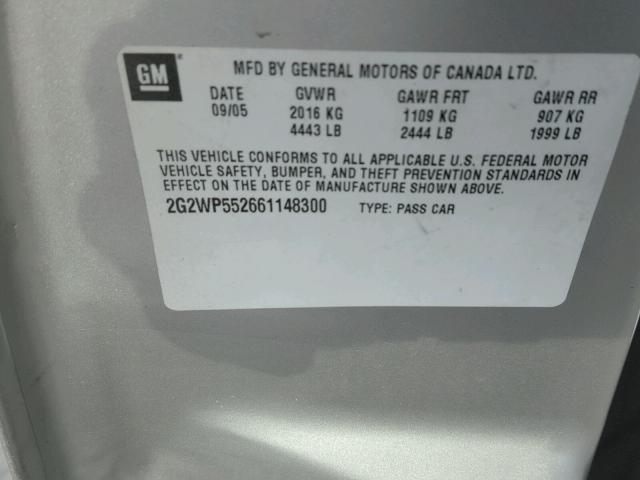 GM
MFD BY GENERAL MOTORS OF CANADA LTD.
DATE GVWR GAWR FRT GAWR RR
09/05 2016 KG 1109 KG 907 KG
4443 LB 2444 LB 1999 LB
THIS VEHICLE CONFORMS TO ALL APPLICABLE U.S. FEDERAL MOTOR
VEHICLE SAFETY, BUMPER, AND THEFT PREVENTION STANDARDS IN
EFFECT ON THE DATE OF MANUFACTURE SHOWN ABOVE.
2G2WP552661148300 TYPE: PASS CAR